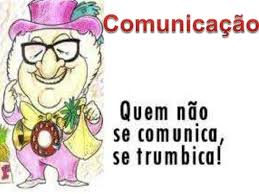 Comunicação
Quem não
se comunica,
se trumbica!